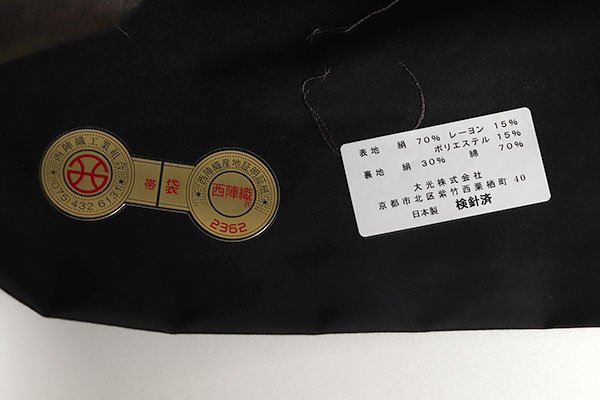 西陣織工業組合
075 432 6131
帯 袋
西陣織産地証明証紙
西陣織
2362
表地 絹 70% レーヨン 15%
ポリエステル 15%
裏地 絹 30% 綿 70%
大光株式会社
京都市北区紫竹西栗栖町 40
日本製 検針済